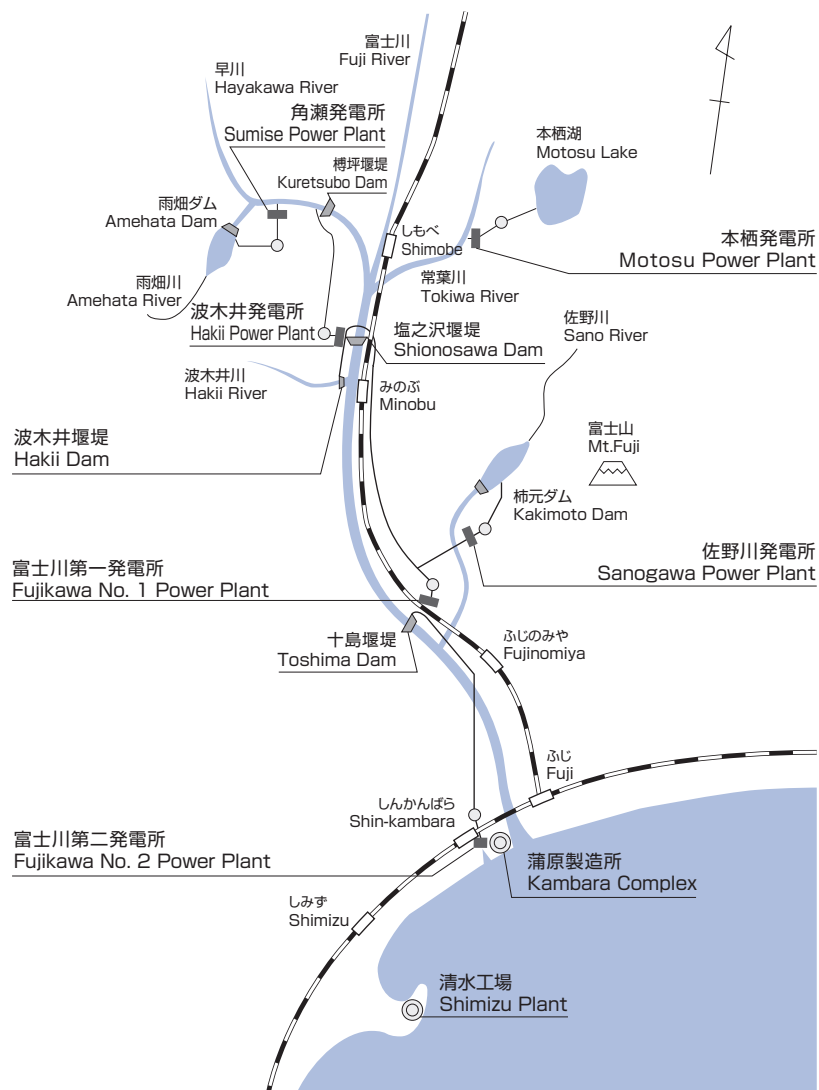 富士川
Fuji River
早川
Hayakawa River
角瀬発電所
Sumise Power Plant
榑坪堰堤
Kuretsubo Dam
本栖湖
Motosu Lake
雨畑ダム
Amehata Dam
しもべ
Shimobe
本栖発電所
Motosu Power Plant
雨畑川
Amehata River
常葉川
Tokiwa River
波木井発電所
Hakii Power Plant
塩之沢堰堤
Shionosawa Dam
佐野川
Sano River
波木井川
Hakii River
みのぶ
Minobu
富士山
Mt.Fuji
波木井堰堤
Hakii Dam
柿元ダム
Kakimoto Dam
佐野川発電所
Sanogawa Power Plant
富士川第一発電所
Fujikawa No. 1 Power Plant
十島堰堤
Toshima Dam
ふじのみや
Fujinomiya
ふじ
Fuji
しんかんばら
Shin-kambara
富士川第二発電所
Fujikawa No. 2 Power Plant
蒲原製造所
Kambara Complex
しみず
Shimizu
清水工場
Shimizu Plant